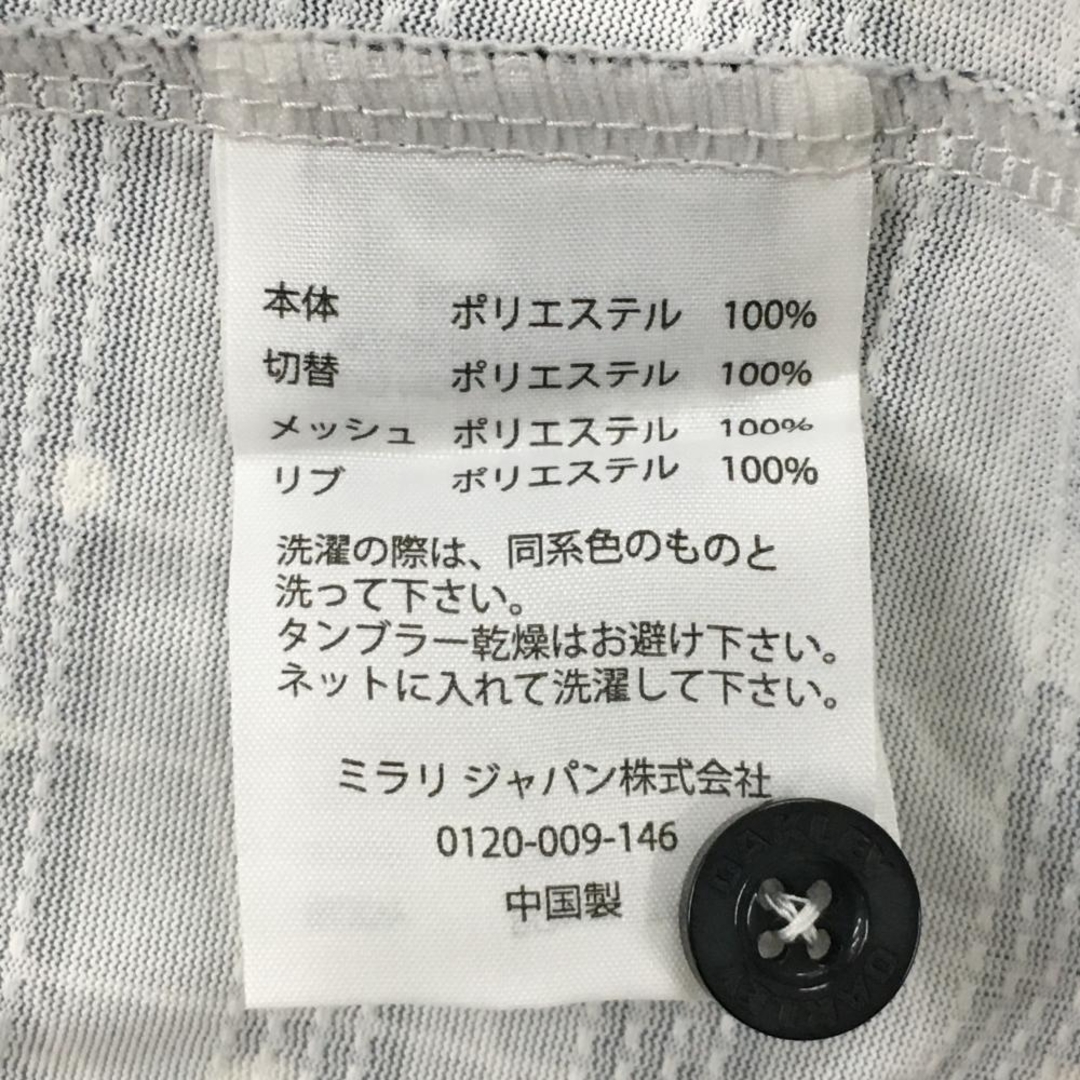 本体 ポリエステル 100%
切替 ポリエステル 100%
メッシュ ポリエステル 100%
リブ ポリエステル 100%
洗濯の際は、同系色のものと
洗って下さい。
タンブラー乾燥はお避け下さい。
ネットに入れて洗濯して下さい。
ミラリ ジャパン株式会社
0120-009-146
中国製
OAKLEY
OAKLEY